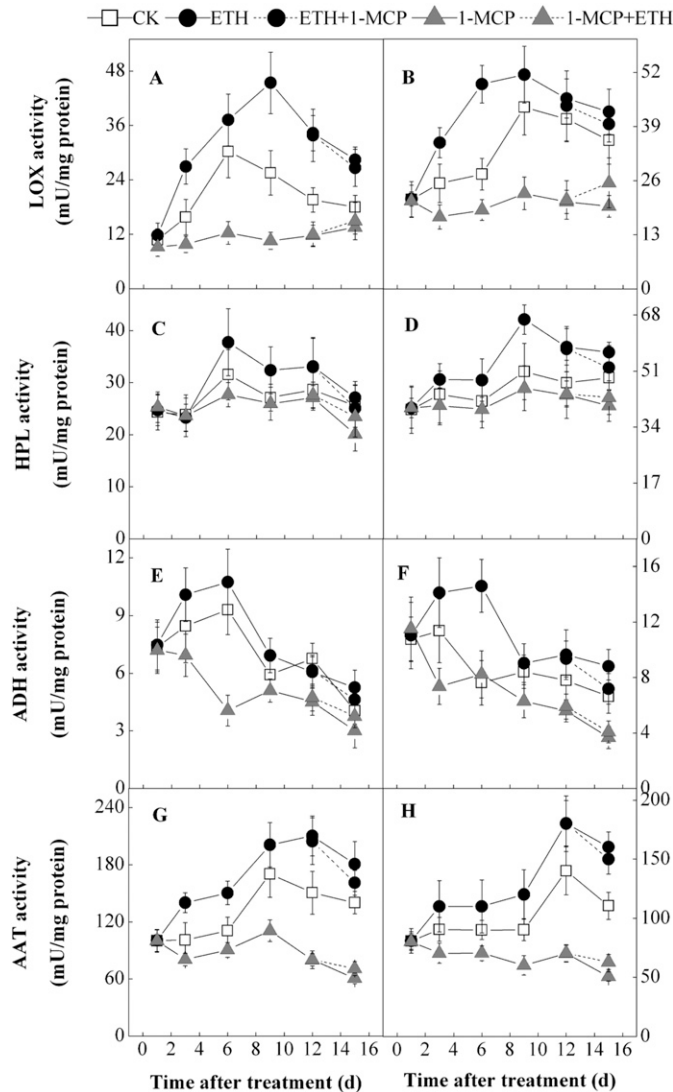 CK ETH ETH+1-MCP 1-MCP 1-MCP+ETH
A
B
LOX activity
(mU/mg protein)
48
36
24
12
0
52
39
26
13
0
C
D
HPL activity
(mU/mg protein)
40
30
20
10
0
68
51
34
17
0
E
F
ADH activity
(mU/mg protein)
12
9
6
3
0
16
12
8
4
0
G
H
AAT activity
(mU/mg protein)
240
180
120
60
0
200
150
100
50
0
0 2 4 6 8 10 12 14 16
0 2 4 6 8 10 12 14 16
Time after treatment (d)
Time after treatment (d)